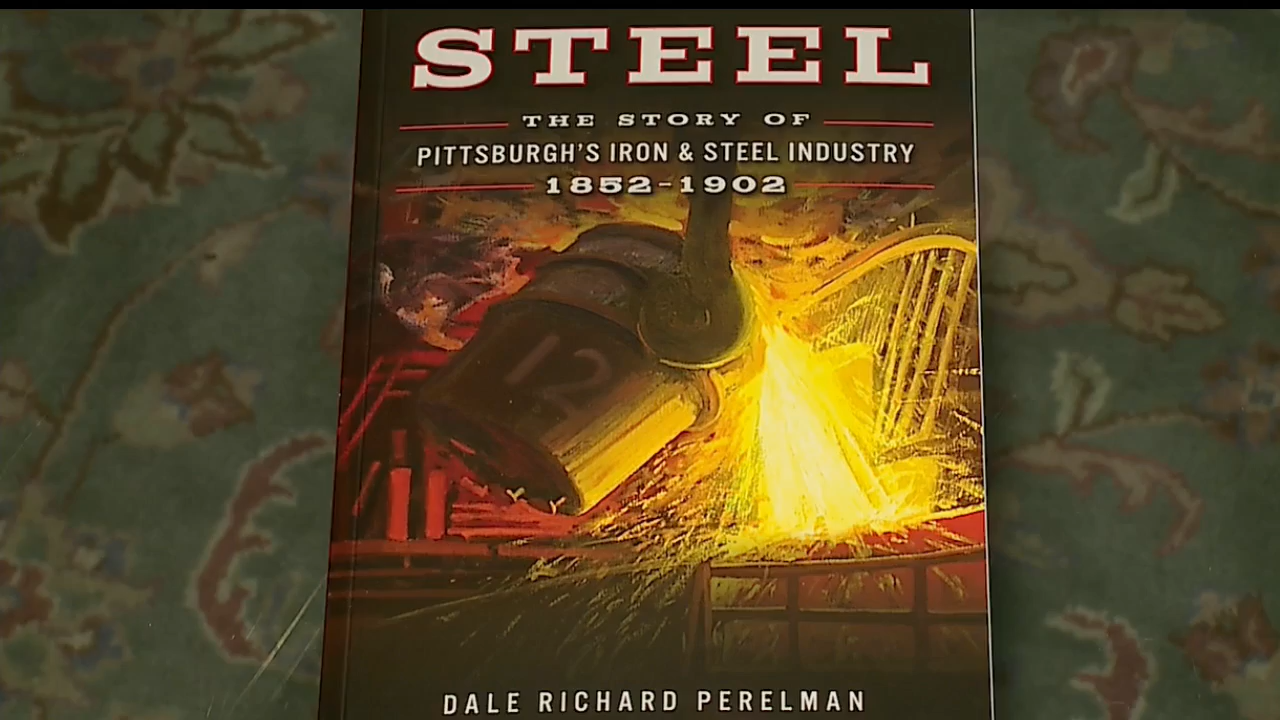 STEEL
THE STORY OF
PITTSBURGH'S IRON & STEEL INDUSTRY
1852-1902
12
DALE RICHARD PERELMAN